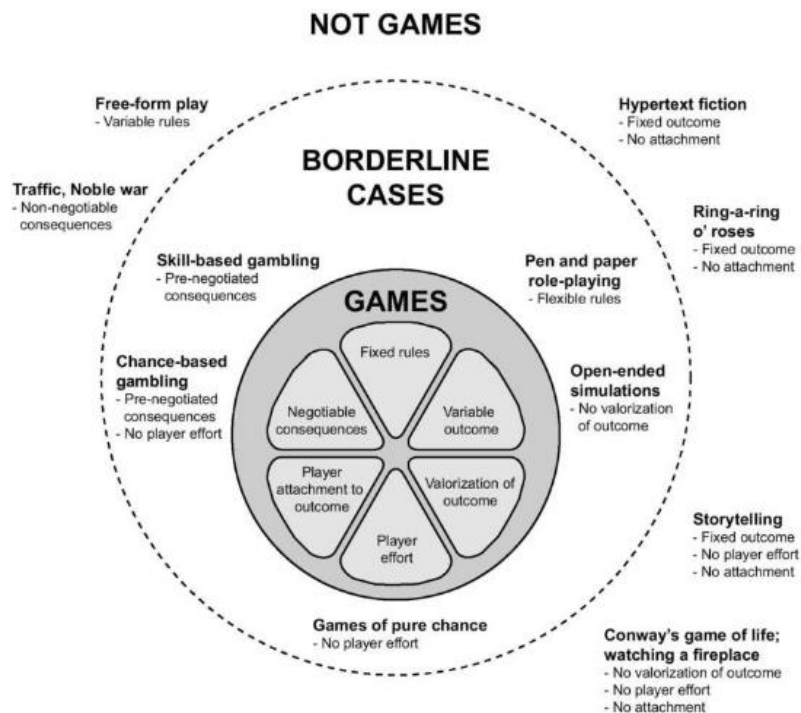 NOT GAMES
Free-form play
- Variable rules
Hypertext fiction
- Fixed outcome
- No attachment
BORDERLINE
CASES
Traffic, Noble war
- Non-negotiable
consequences
Ring-a-ring
o' roses
- Fixed outcome
- No attachment
Skill-based gambling
- Pre-negotiated
consequences
Pen and paper
role-playing
- Flexible rules
GAMES
Fixed rules
Chance-based
gambling
- Pre-negotiated
consequences
- No player effort
Negotiable
consequences
Variable
outcome
Open-ended
simulations
- No valorization
of outcome
Player
attachment to
outcome
Valorization of
outcome
Player
effort
Storytelling
- Fixed outcome
- No player effort
- No attachment
Games of pure chance
- No player effort
Conway's game of life;
watching a fireplace
- No valorization of outcome
- No player effort
- No attachment